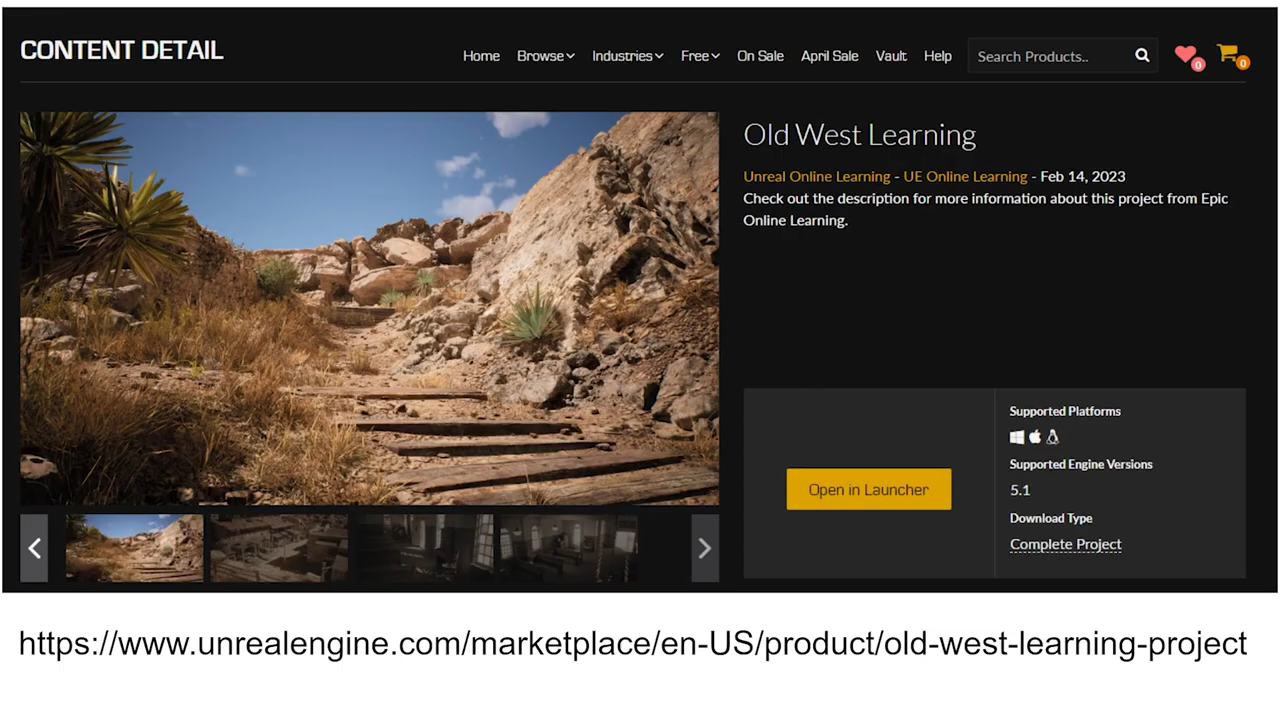 CONTENT DETAIL
Home Browse Industries Free On Sale April Sale Vault Help Search Products.. 0 0
Old West Learning
Unreal Online Learning - UE Online Learning - Feb 14, 2023
Check out the description for more information about this project from Epic
Online Learning.
Open in Launcher
Supported Platforms
Supported Engine Versions
5.1
Download Type
Complete Project
https://www.unrealengine.com/marketplace/en-US/product/old-west-learning-project